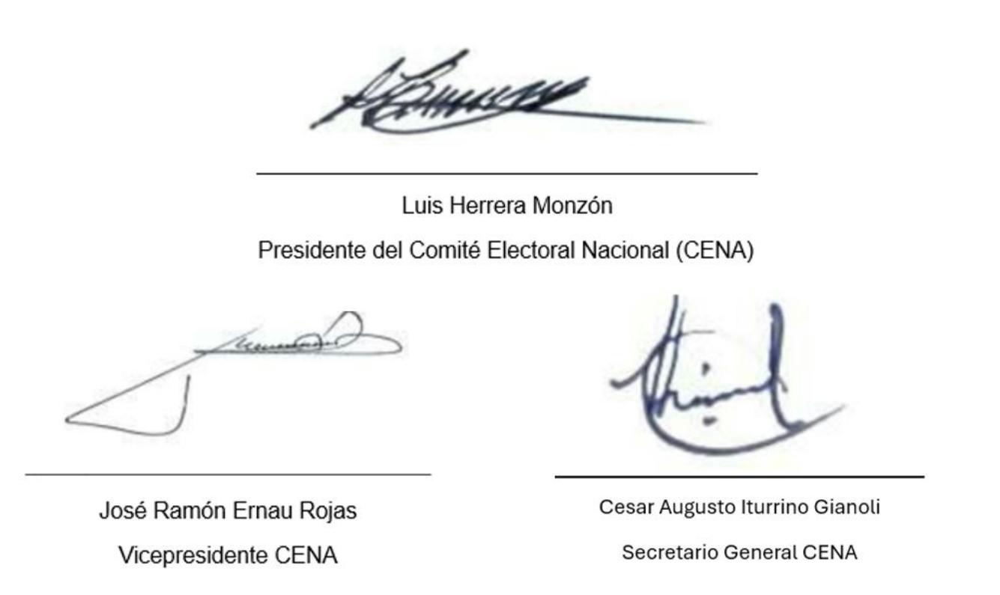 Luis Herrera Monzón
Presidente del Comité Electoral Nacional (CENA)
José Ramón Ernau Rojas
Vicepresidente CENA
Cesar Augusto Iturrino Gianoli
Secretario General CENA